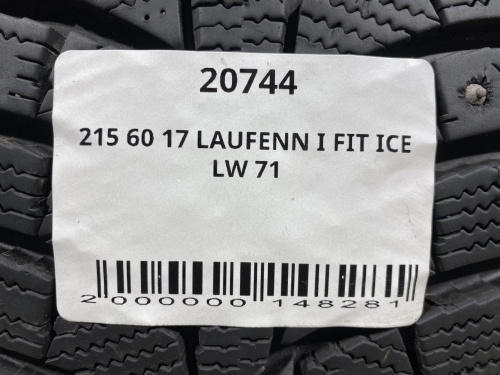 20744
215 60 17 LAUFENN I FIT ICE
LW 71
2 000000 148281